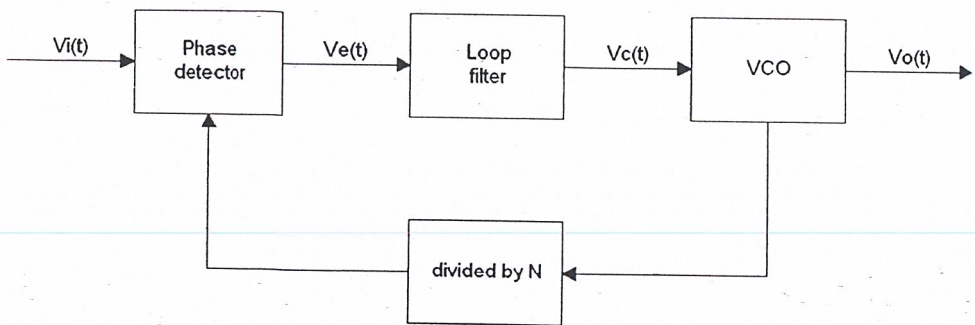 Vi(t)
Phase
detector
Ve(t)
Loop
filter
Vc(t)
VCO
Vo(t)
divided by N